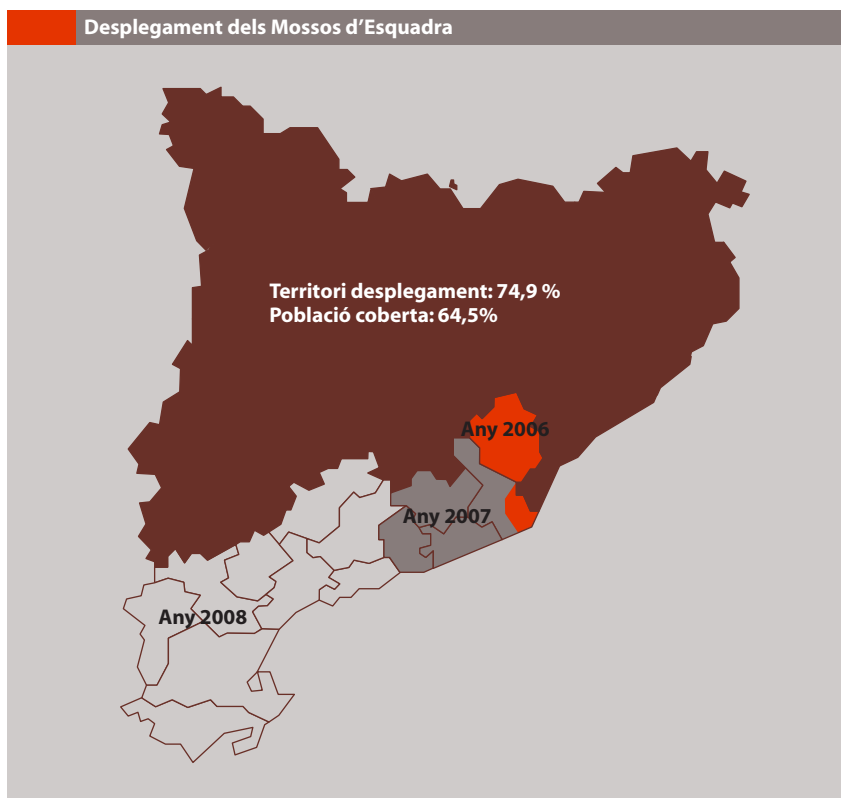 Desplegament dels Mossos d’Esquadra
Territori desplegament: 74,9 %
Població coberta: 64,5%
Any 2006
Any 2007
Any 2008